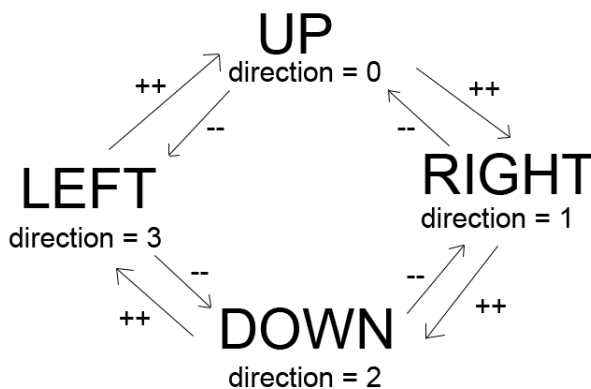 UP
direction = 0
++
++
--
--
LEFT
direction = 3
RIGHT
direction = 1
--
--
++
++
DOWN
direction = 2